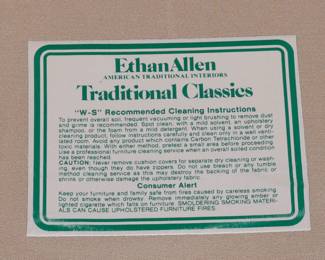 Ethan Allen
AMERICAN TRADITIONAL INTERIORS
Traditional Classics
"W-S" Recommended Cleaning Instructions
To prevent overall soil, frequent vacuuming or light brushing to remove dust
and grime is recommended. Spot clean, with a mild solvent, an upholstery
shampoo, or the foam from a mild detergent. When using a solvent or dry
cleaning product, follow instructions carefully and clean only in a well venti-
lated room. Avoid any product which contains Carbon Tetrachloride or other
toxic materials. With either method, pretest a small area before proceeding.
Use a professional furniture cleaning service when an overall soiled condition
has been reached.
CAUTION: Never remove cushion covers for separate dry cleaning or wash-
ing, even though they do have zippers. Do not use breach or any tumble
method cleaning service as this may destroy the backing of the fabric or
shrink or otherwise damage the upholstery fabric.
Consumer Alert
Keep your furniture and family safe from fires caused by careless smoking.
Do not smoke when drowsy. Remove immediately any glowing amber or
lighted cigarette which falls on furniture. SMOLDERING SMOKING MATERI-
ALS CAN CAUSE UPHOLSTERED FURNITURE FIRES.